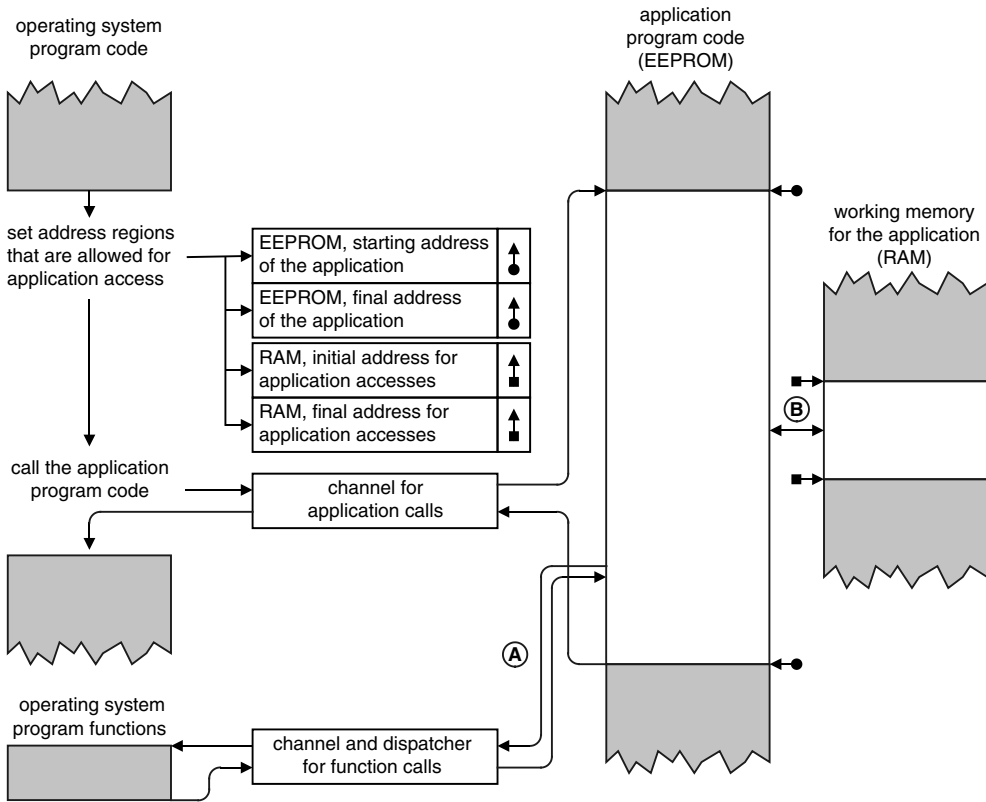 operating system
program code
application
program code
(EEPROM)
working memory
for the application
(RAM)
set address regions
that are allowed for
application access
EEPROM, starting address
of the application
EEPROM, final address
of the application
RAM, initial address for
application accesses
RAM, final address for
application accesses
B
call the application
program code
channel for
application calls
A
operating system
program functions
channel and dispatcher
for function calls